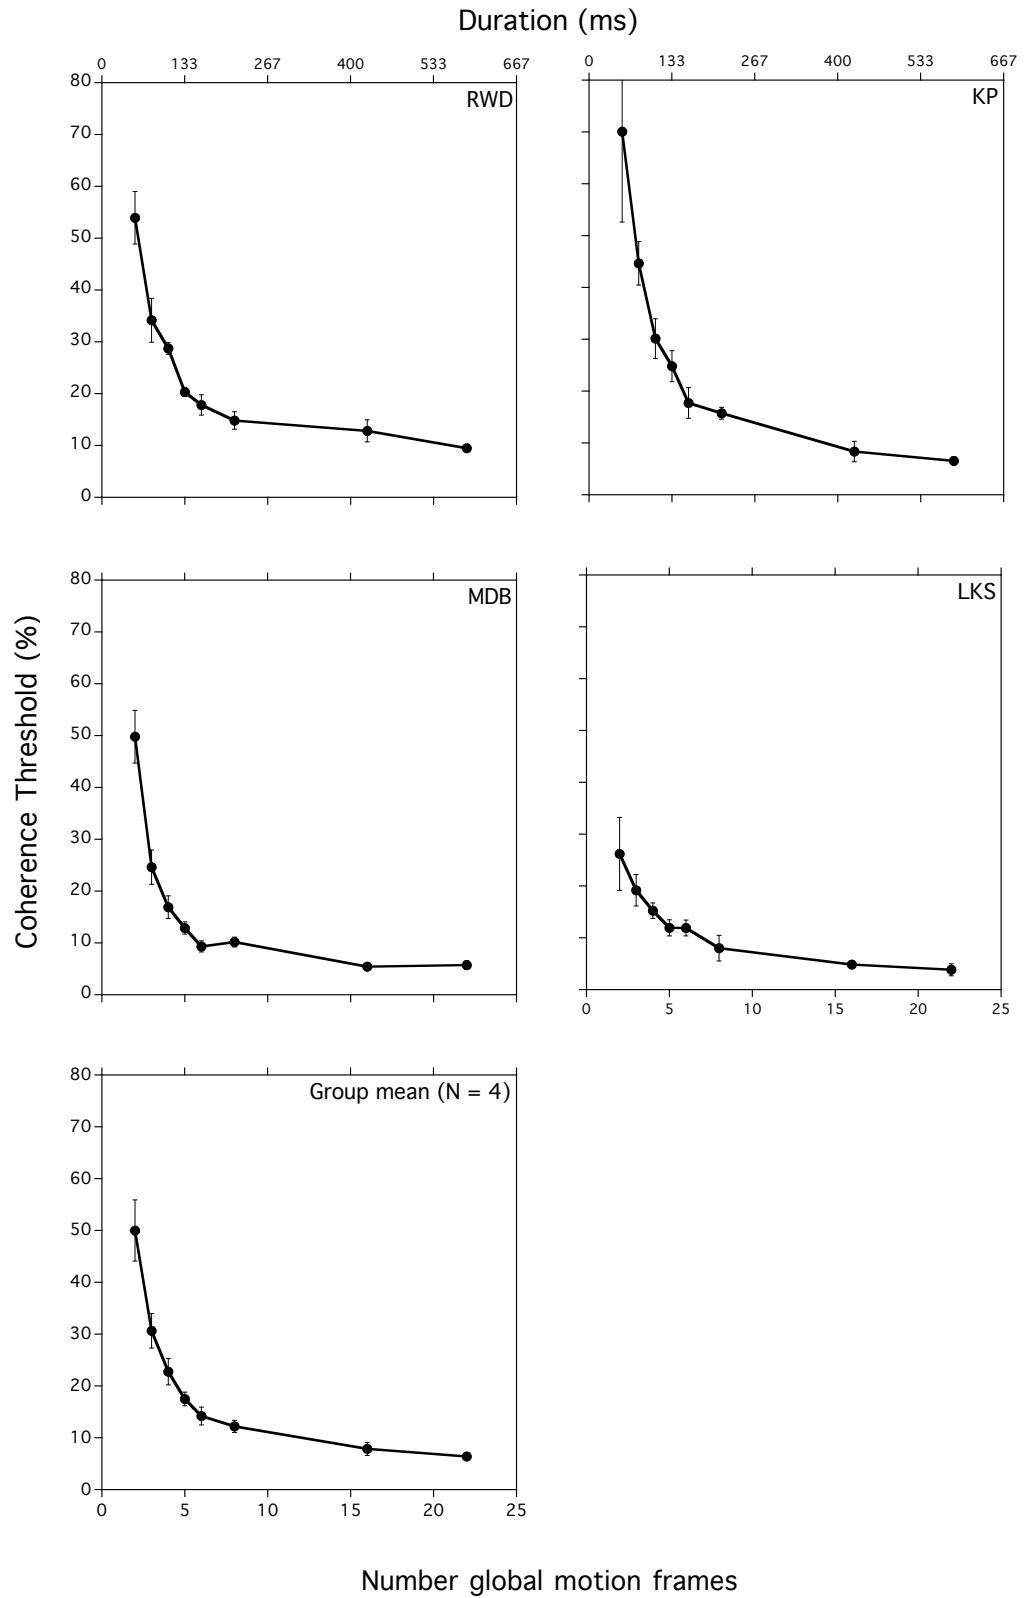 Duration (ms)
0 133 267 400 533 667
0 133 267 400 533 667
80
70
60
50
40
30
20
10
0
RWD
KP
Coherence Threshold (%)
80
70
60
50
40
30
20
10
0
MDB
LKS
0 5 10 15 20 25
80
70
60
50
40
30
20
10
0
Group mean (N = 4)
0 5 10 15 20 25
Number global motion frames